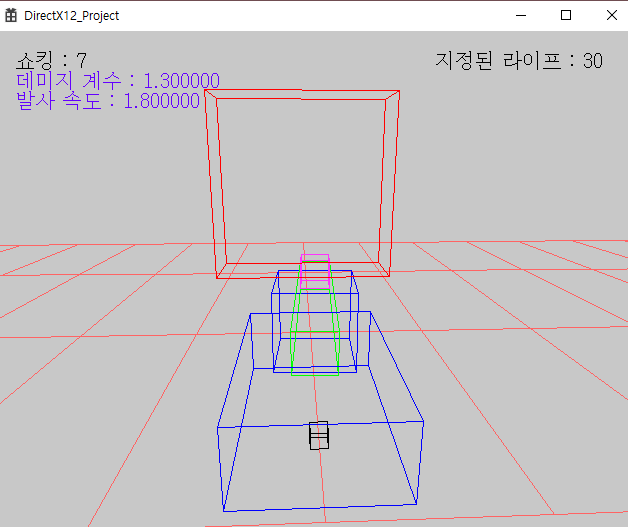 DirectX12_Project
쇼킹 : 7
지정된 라이프 : 30
데미지 계수 : 1.300000
발사 속도 : 1.800000